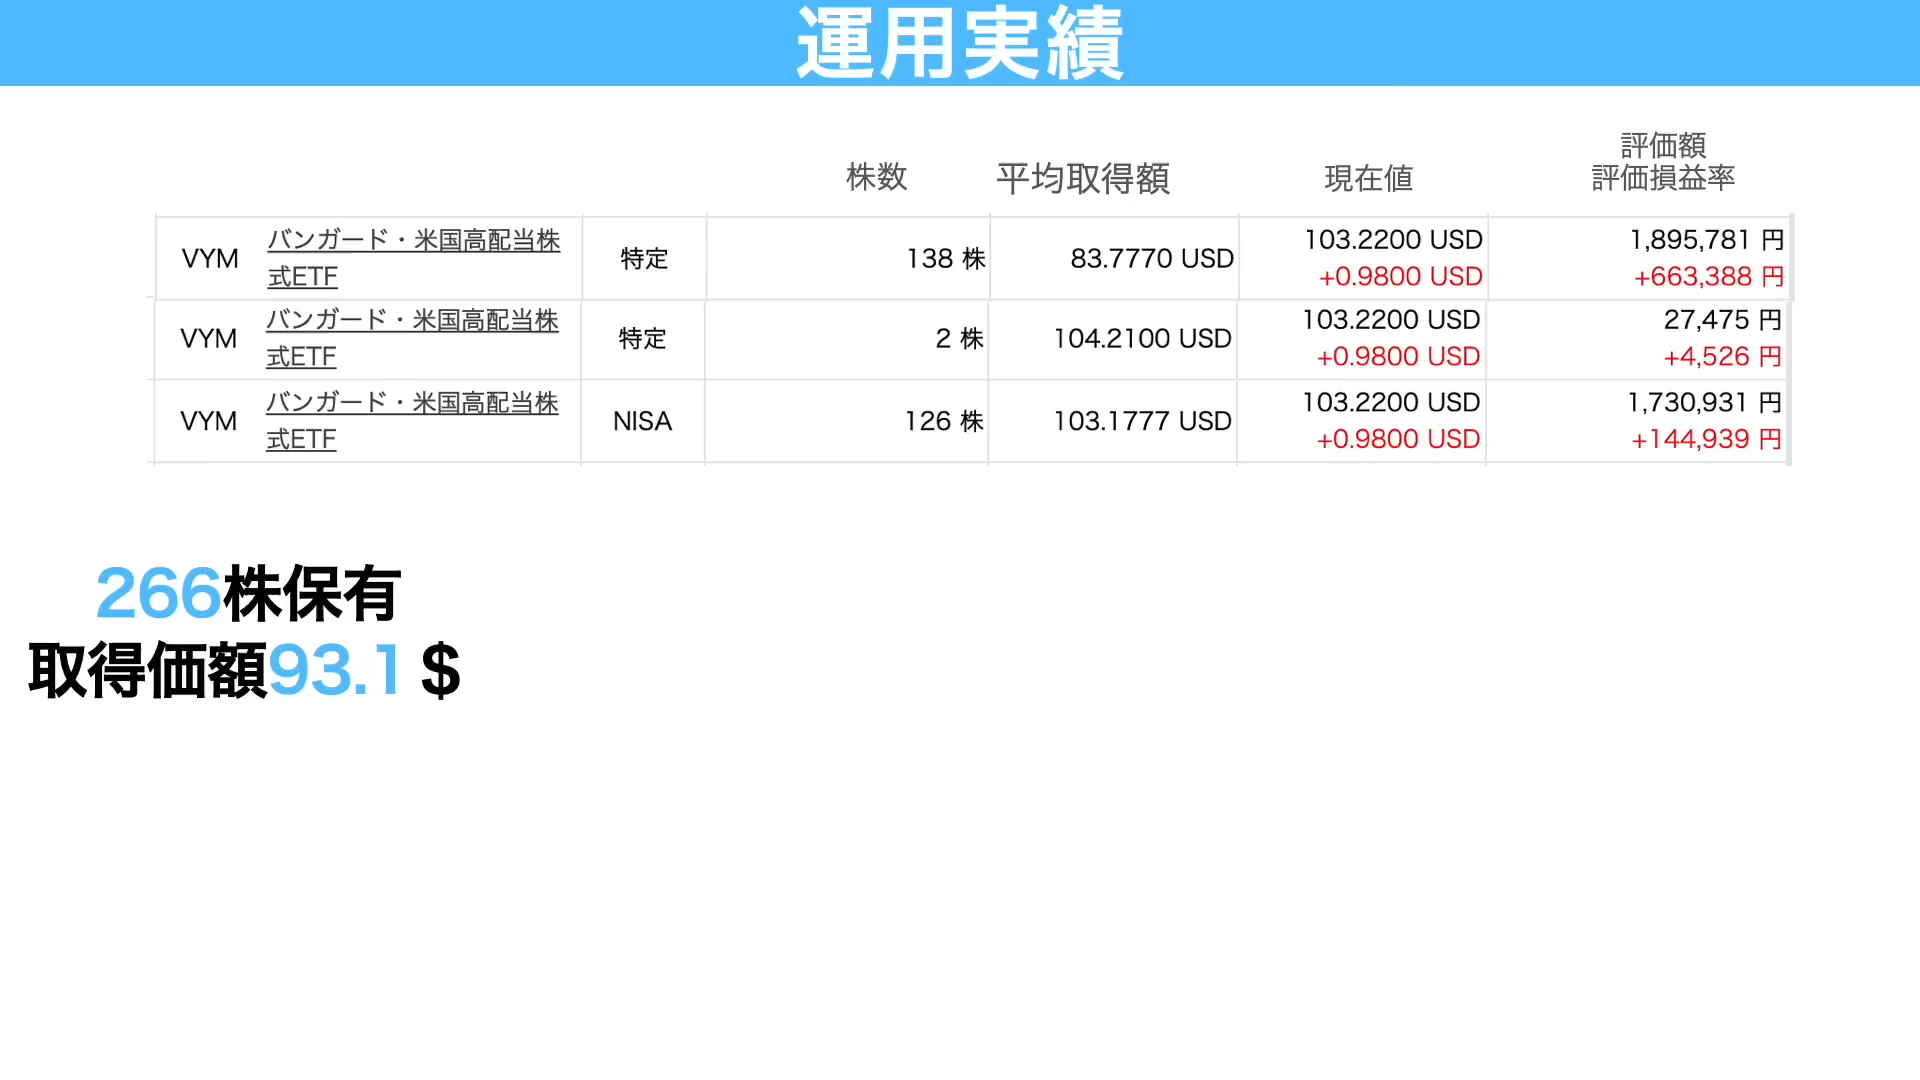 運用実績
株数 平均取得額 現在値 評価額
評価損益率
VYM バンガード・米国高配当株
式ETF 特定 138 株 83.7770 USD 103.2200 USD 1,895,781 円
+0.9800 USD +663,388 円
VYM バンガード・米国高配当株
式ETF 特定 2 株 104.2100 USD 103.2200 USD 27,475 円
+0.9800 USD +4,526 円
VYM バンガード・米国高配当株
式ETF NISA 126 株 103.1777 USD 103.2200 USD 1,730,931 円
+0.9800 USD +144,939 円
266株保有
取得価額93.1＄